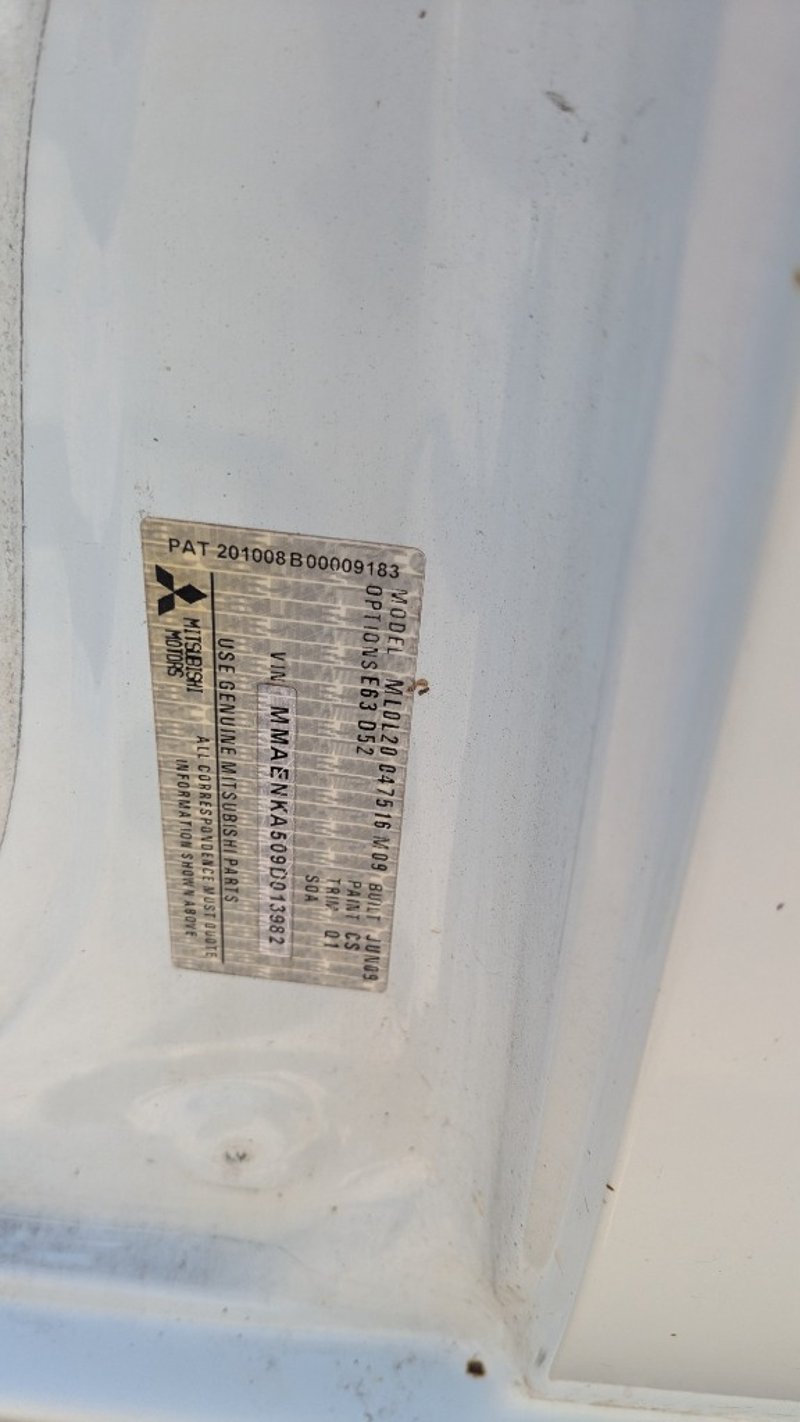 PAT 201008B00009183
MODEL ML0L20 047516 M09 BUILT JUN09
OPTIONS E63 D52 PAINT CS
TRIM 01
SOA
VIN MMAENKA509D013982
USE GENUINE MITSUBISHI PARTS
MITSUBISHI MOTORS
ALL CORRESPONDENCE MUST QUOTE
INFORMATION SHOWN ABOVE